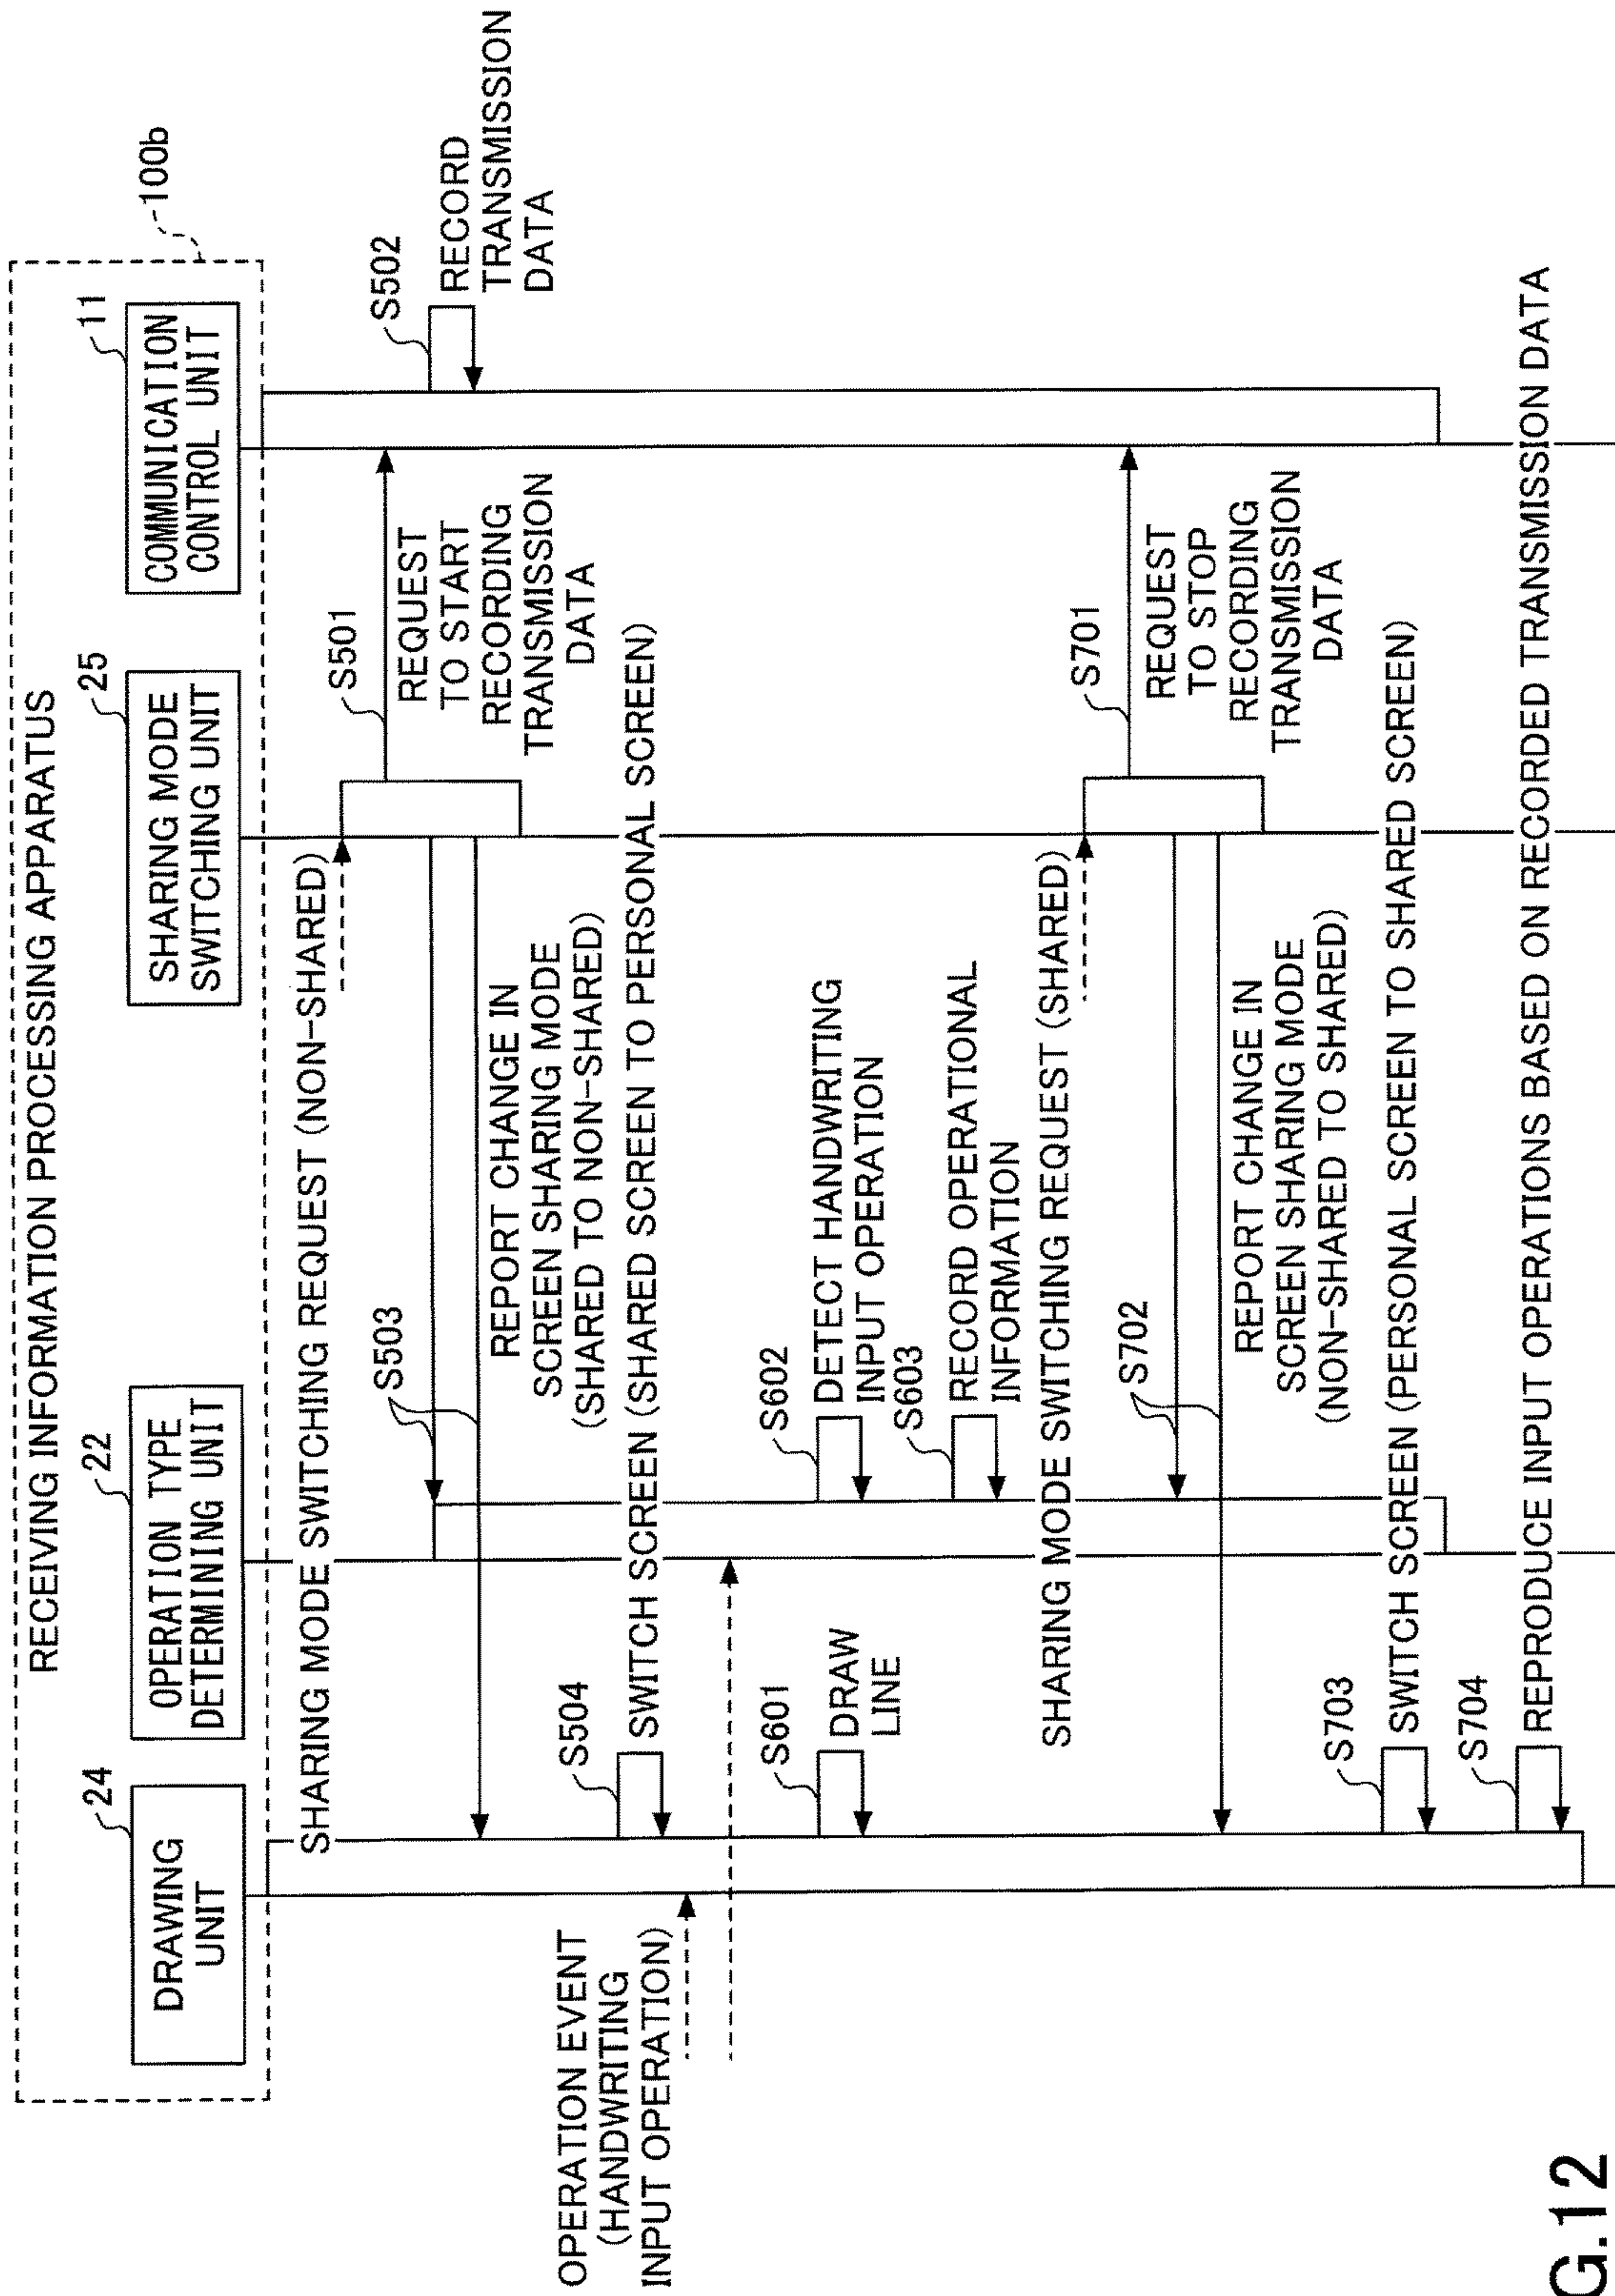 RECEIVING INFORMATION PROCESSING APPARATUS
100b
24
DRAWING
UNIT
22
OPERATION TYPE
DETERMINING UNIT
25
SHARING MODE
SWITCHING UNIT
11
COMMUNICATION
CONTROL UNIT
SHARING MODE SWITCHING REQUEST (NON-SHARED)
S501
REQUEST
TO START
RECORDING
TRANSMISSION
DATA
S502
RECORD
TRANSMISSION
DATA
S503
REPORT CHANGE IN
SCREEN SHARING MODE
(SHARED TO NON-SHARED)
S504
SWITCH SCREEN (SHARED SCREEN TO PERSONAL SCREEN)
OPERATION EVENT
(HANDWRITING
INPUT OPERATION)
S601
DRAW
LINE
S602
DETECT HANDWRITING
INPUT OPERATION
S603
RECORD OPERATIONAL
INFORMATION
SHARING MODE SWITCHING REQUEST (SHARED)
S701
REQUEST
TO STOP
RECORDING
TRANSMISSION
DATA
S702
REPORT CHANGE IN
SCREEN SHARING MODE
(NON-SHARED TO SHARED)
S703
SWITCH SCREEN (PERSONAL SCREEN TO SHARED SCREEN)
S704
REPRODUCE INPUT OPERATIONS BASED ON RECORDED TRANSMISSION DATA
G.12